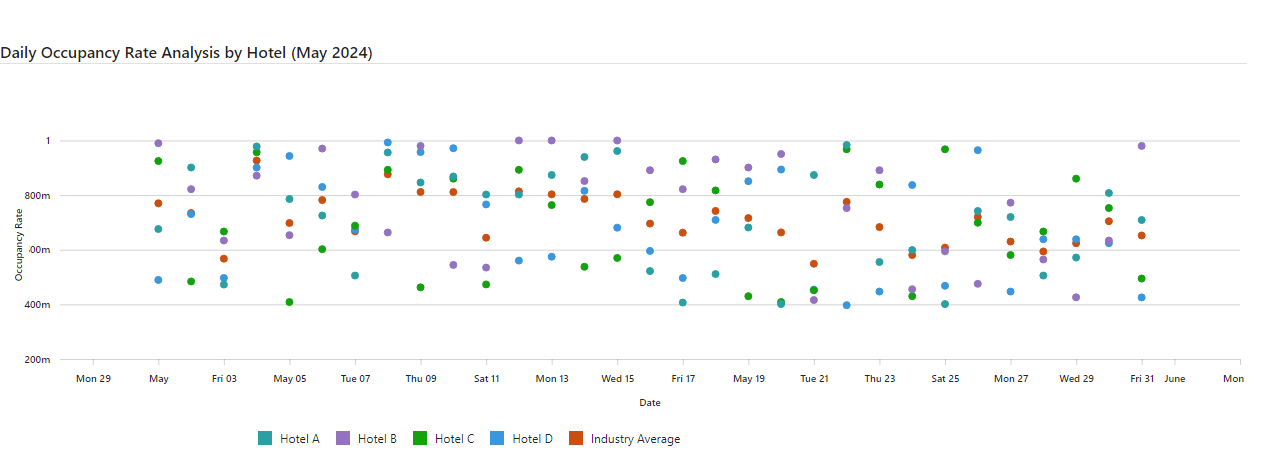 Daily Occupancy Rate Analysis by Hotel (May 2024)
1
800m
600m
400m
200m
Occupancy Rate
Mon 29 May Fri 03 May 05 Tue 07 Thu 09 Sat 11 Mon 13 Wed 15 Fri 17 May 19 Tue 21 Thu 23 Sat 25 Mon 27 Wed 29 Fri 31 June Mon
Date
Hotel A Hotel B Hotel C Hotel D Industry Average